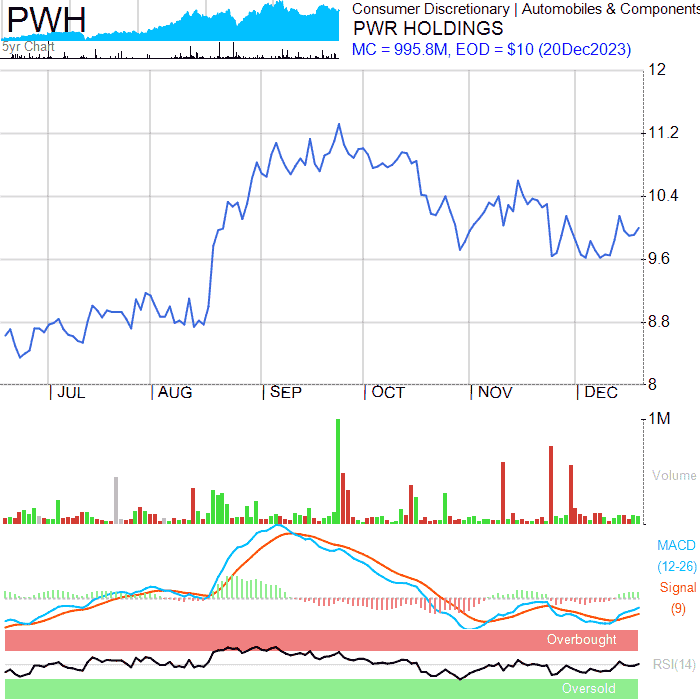 PWH
5yr Chart
Consumer Discretionary | Automobiles & Components
PWR HOLDINGS
MC = 995.8M, EOD = $10 (20Dec2023)
12
11.2
10.4
9.6
8.8
8
JUL AUG SEP OCT NOV DEC
1M
Volume
MACD
(12-26)
Signal
(9)
Overbought
RSI(14)
Oversold